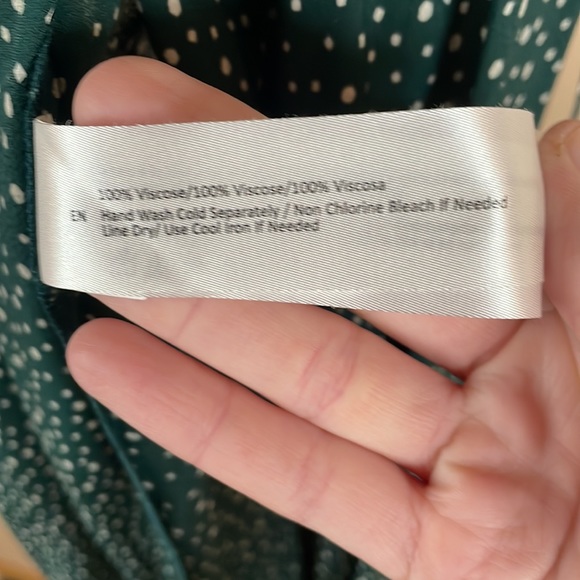 100% Viscose/100% Viscose/100% Viscosa
EN Hand Wash Cold Separately / Non Chlorine Bleach If Needed
Line Dry/ Use Cool Iron If Needed